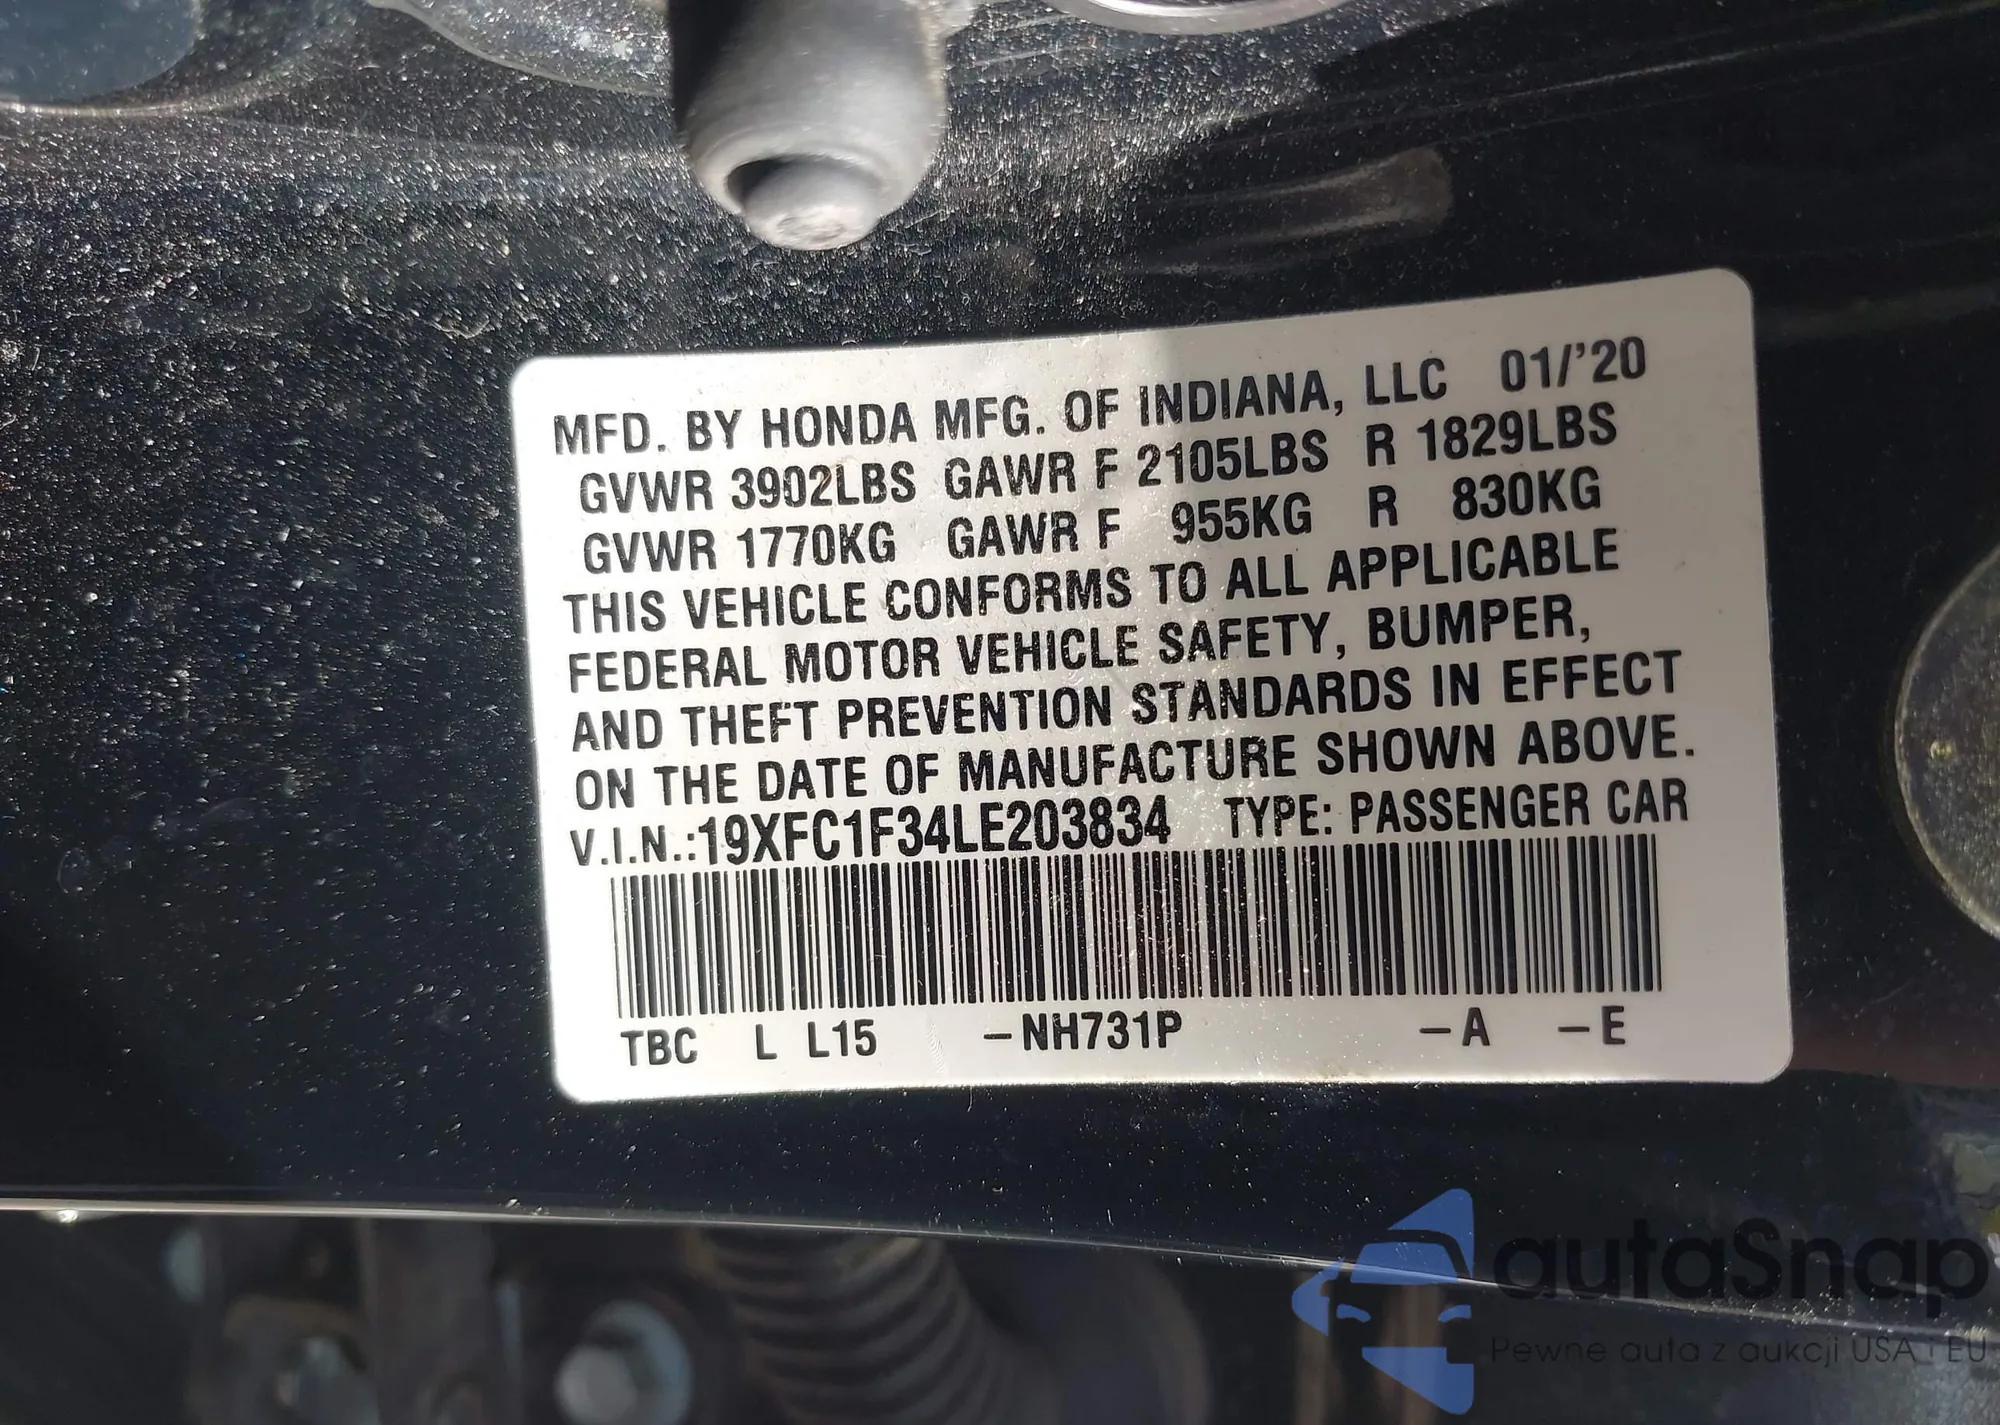 MFD. BY HONDA MFG. OF INDIANA, LLC 01/'20
GVWR 3902LBS GAWR F 2105LBS R 1829LBS
GVWR 1770KG GAWR F 955KG R 830KG
THIS VEHICLE CONFORMS TO ALL APPLICABLE
FEDERAL MOTOR VEHICLE SAFETY, BUMPER,
AND THEFT PREVENTION STANDARDS IN EFFECT
ON THE DATE OF MANUFACTURE SHOWN ABOVE.
V.I.N.:19XFC1F34LE203834 TYPE: PASSENGER CAR
TBC L L15 –NH731P –A –E
autaSnap
Pewne auta z aukcji USA i EU